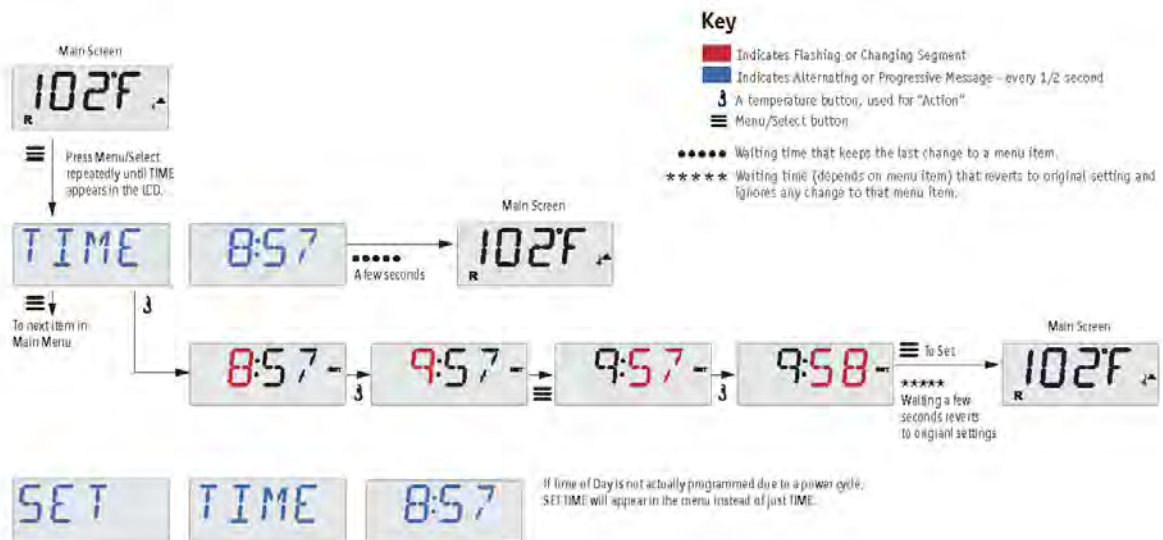 Key
Indicates Flashing or Changing Segment
Indicates Alternating or Progressive Message - every 1/2 second
A temperature button, used for "Action"
Menu/Select button
••••• Waiting time that keeps the last change to a menu item.
***** Waiting time (depends on menu item) that reverts to original setting and
ignores any change to that menu item.
Main Screen
102°F
R
Press Menu/Select
repeatedly until TIME
appears in the LCD.
TIME
8:57
•••••
A few seconds
Main Screen
102°F
R
To next item in
Main Menu
8:57
9:57
9:57
9:58
To Set
*****
Waiting a few
seconds reverts
to origianl settings
Main Screen
102°F
R
SET
TIME
8:57
If Time of Day is not actually programmed due to a power cycle,
SET TIME will appear in the menu instead of just TIME.